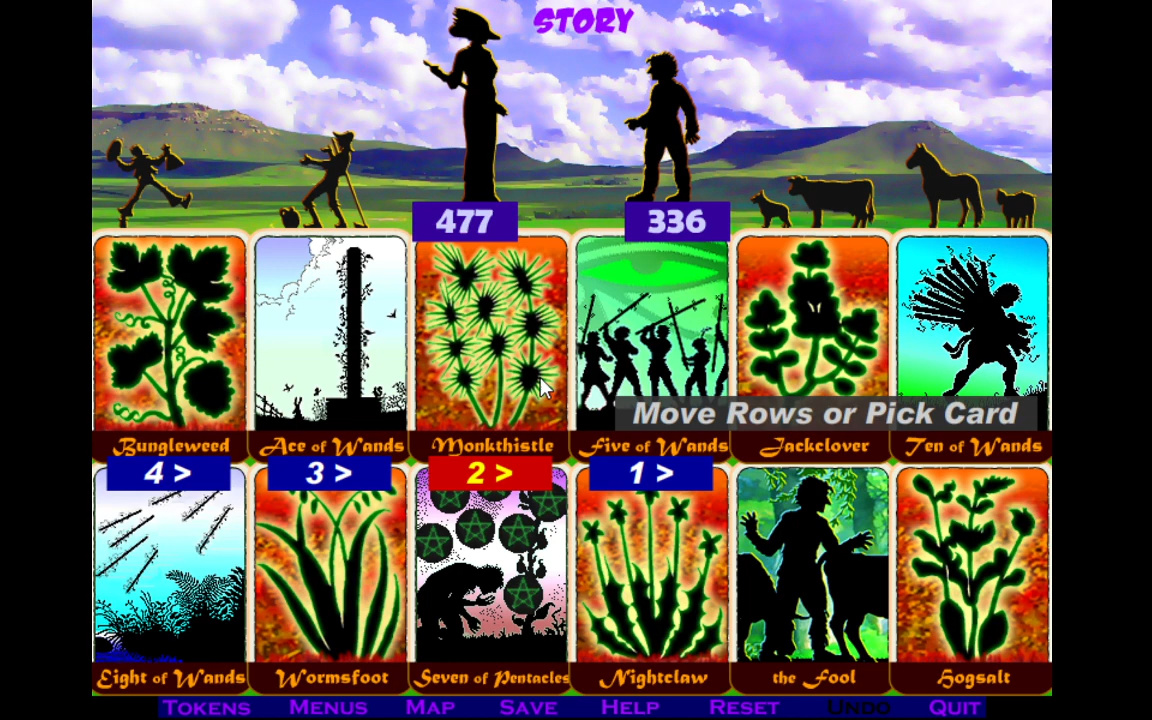 STORY
477 336
Bungleweed Ace of Wands Monkthistle Five of Wands Jackclover Ten of Wands
Move Rows or Pick Card
4 > 3 > 2 > 1 >
Eight of Wands Wormsfoot Seven of Pentacles Nightclaw the Fool Hogsalt
TOKENS MENUS MAP SAVE HELP RESET UNDO QUIT